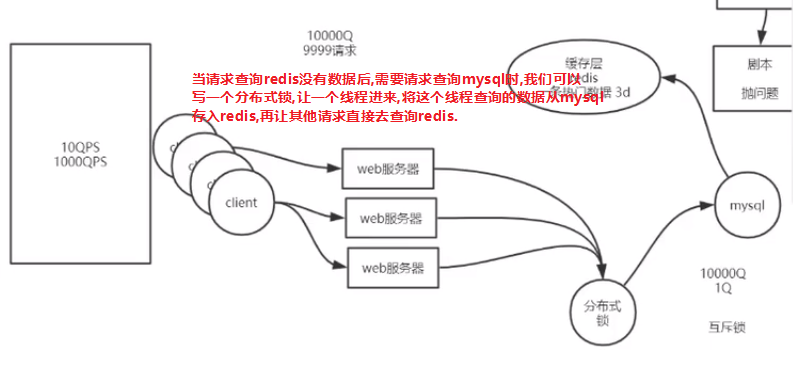 10000Q
9999请求
当请求查询redis没有数据后,需要请求查询mysql时,我们可以
写一个分布式锁,让一个线程进来,将这个线程查询的数据从mysql
存入redis,再让其他请求直接去查询redis.
缓存层
redis
热门数据 3d
剧本
抛问题
10QPS
1000QPS
client
web服务器
web服务器
web服务器
mysql
分布式
锁
10000Q
1Q
互斥锁